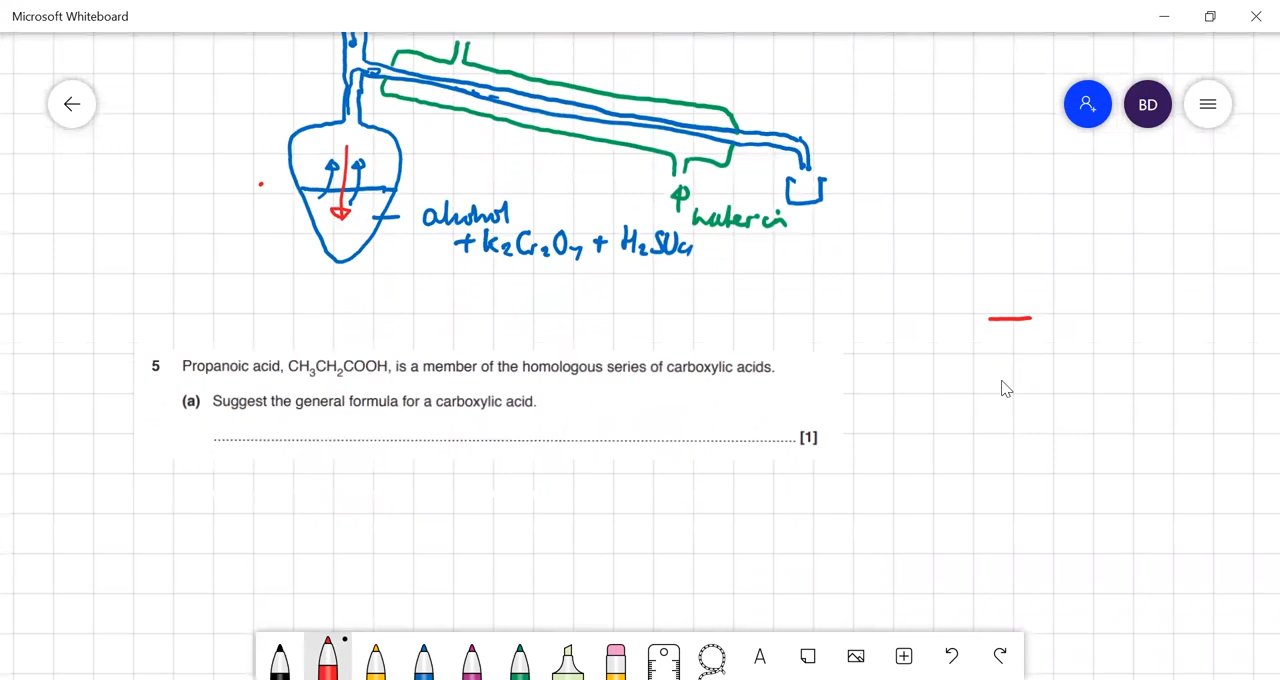 Microsoft Whiteboard
BD
water in
alcohol
+ K₂Cr₂O₇ + H₂SO₄
5 Propanoic acid, CH₃CH₂COOH, is a member of the homologous series of carboxylic acids.
(a) Suggest the general formula for a carboxylic acid.
[1]
A